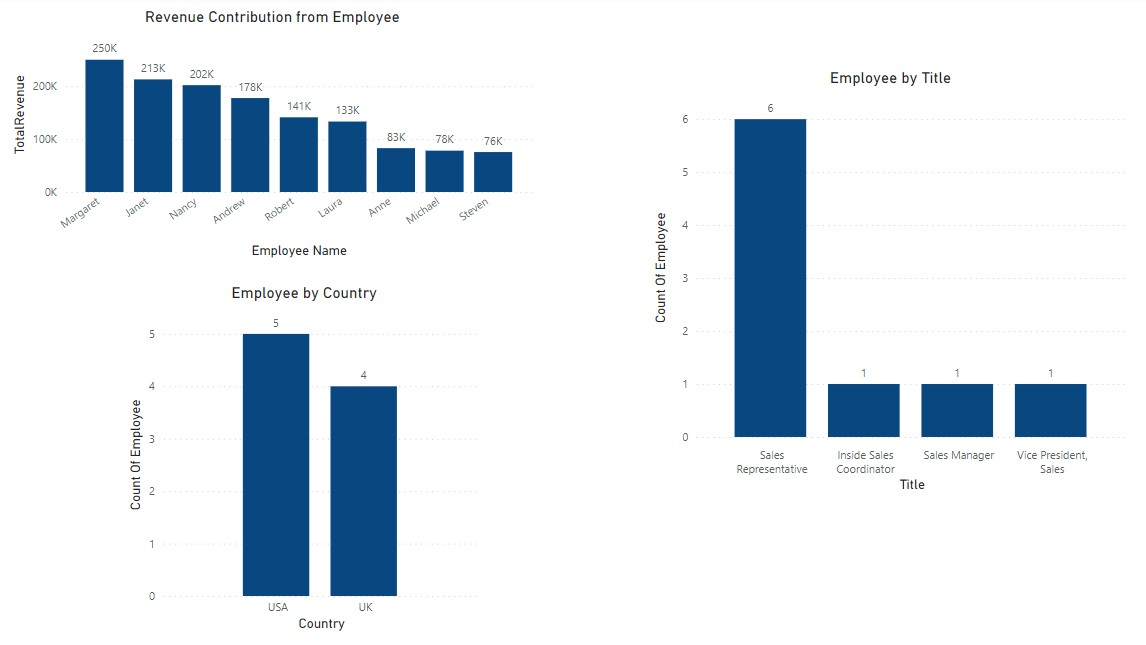 Revenue Contribution from Employee
TotalRevenue
200K
100K
0K
250K
213K
202K
178K
141K
133K
83K
78K
76K
Margaret
Janet
Nancy
Andrew
Robert
Laura
Anne
Michael
Steven
Employee Name
Employee by Country
Count Of Employee
5
4
3
2
1
0
5
4
USA
UK
Country
Employee by Title
Count Of Employee
6
5
4
3
2
1
0
6
1
1
1
Sales
Representative
Inside Sales
Coordinator
Sales Manager
Vice President,
Sales
Title